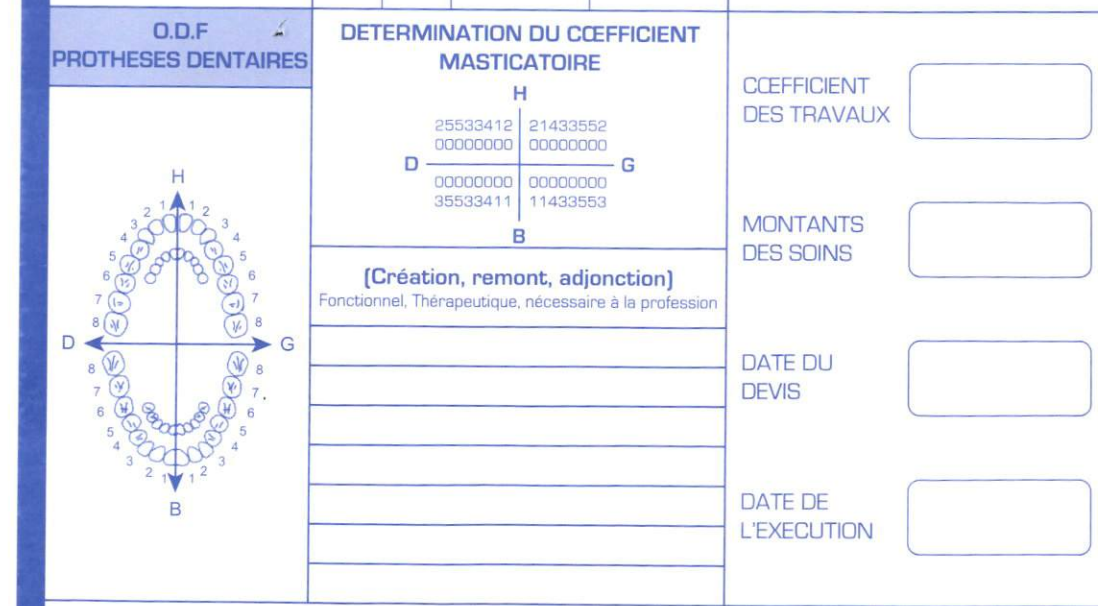 O.D.F
PROTHESES DENTAIRES
H
1 1
2 2
3 3
4 4
5 5
6 6
7 7
8 8
D G
8 8
7 7
6 6
5 5
4 4
3 3
2 2
1 1
B
DETERMINATION DU CŒFFICIENT
MASTICATOIRE
H
25533412 21433552
00000000 00000000
D G
00000000 00000000
35533411 11433553
B
(Création, remont, adjonction)
Fonctionnel, Thérapeutique, nécessaire à la profession
CŒFFICIENT
DES TRAVAUX
MONTANTS
DES SOINS
DATE DU
DEVIS
DATE DE
L'EXECUTION